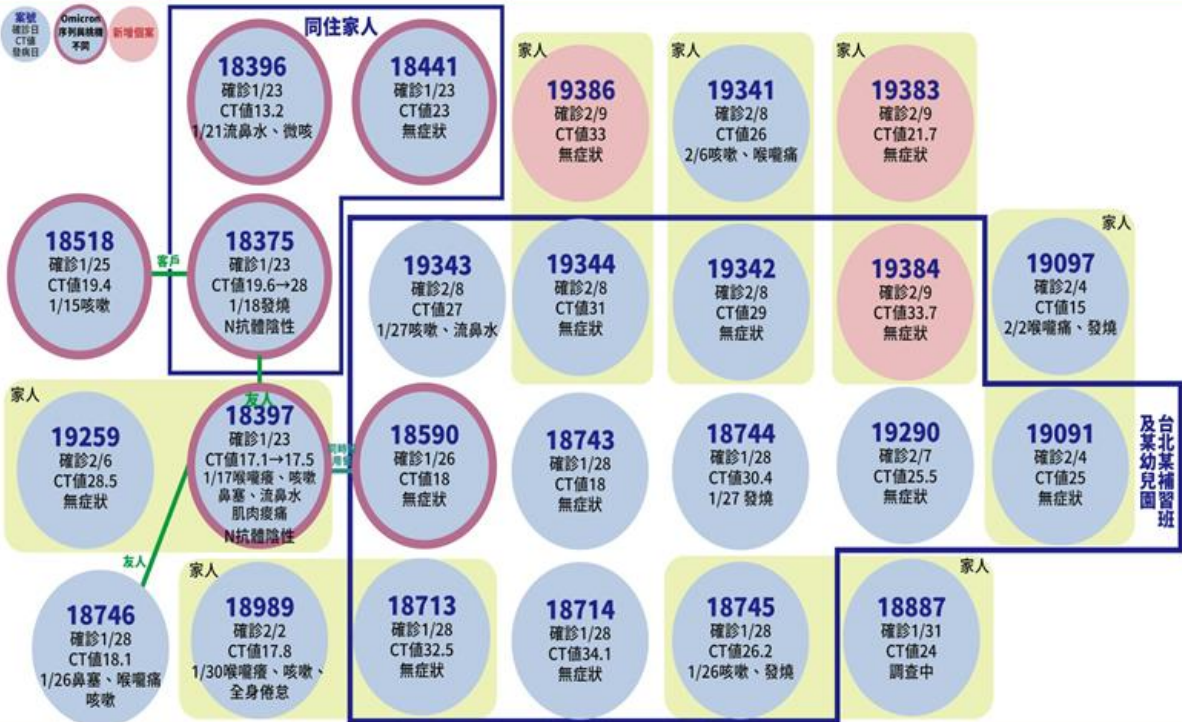 案號
確診日
CT值
發病日
Omicron
序列與桃機
不同
新增個案
同住家人
18396
確診1/23
CT值13.2
1/21流鼻水、微咳
18441
確診1/23
CT值23
無症狀
家人
19386
確診2/9
CT值33
無症狀
家人
19341
確診2/8
CT值26
2/6咳嗽、喉嚨痛
家人
19383
確診2/9
CT值21.7
無症狀
18518
確診1/25
CT值19.4
1/15咳嗽
客戶
18375
確診1/23
CT值19.6→28
1/18發燒
N抗體陰性
19343
確診2/8
CT值27
1/27咳嗽、流鼻水
19344
確診2/8
CT值31
無症狀
19342
確診2/8
CT值29
無症狀
19384
確診2/9
CT值33.7
無症狀
家人
19097
確診2/4
CT值15
2/2喉嚨痛、發燒
家人
19259
確診2/6
CT值28.5
無症狀
友人
18397
確診1/23
CT值17.1→17.5
1/17喉嚨癢、咳嗽
鼻塞、流鼻水
肌肉痠痛
N抗體陰性
18590
確診1/26
CT值18
無症狀
18743
確診1/28
CT值18
無症狀
18744
確診1/28
CT值30.4
1/27 發燒
19290
確診2/7
CT值25.5
無症狀
19091
確診2/4
CT值25
無症狀
台北某補習班
及某幼兒園
友人
18746
確診1/28
CT值18.1
1/26鼻塞、喉嚨痛
咳嗽
家人
18989
確診2/2
CT值17.8
1/30喉嚨癢、咳嗽、
全身倦怠
18713
確診1/28
CT值32.5
無症狀
18714
確診1/28
CT值34.1
無症狀
18745
確診1/28
CT值26.2
1/26咳嗽、發燒
家人
18887
確診1/31
CT值24
調查中